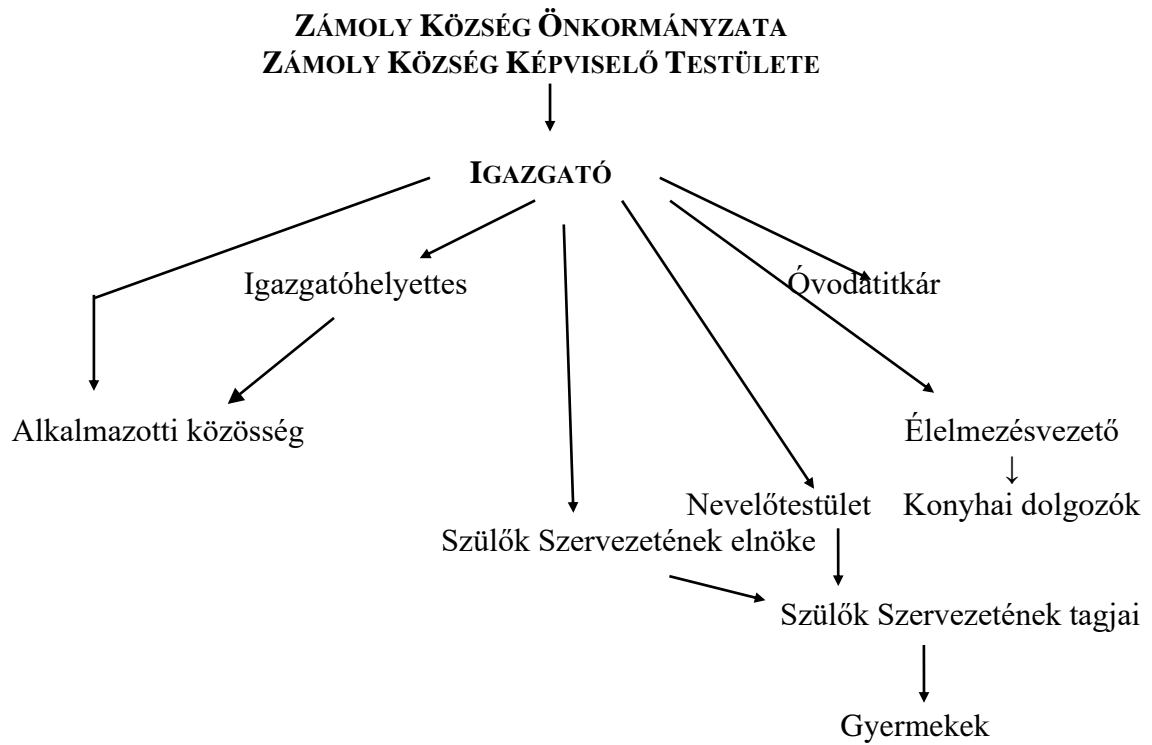 ZÁMOLY KÖZSÉG ÖNKORMÁNYZATA
ZÁMOLY KÖZSÉG KÉPVISELŐ TESTÜLETE
IGAZGATÓ
Igazgatóhelyettes
Óvodatitkár
Alkalmazotti közösség
Élelmezésvezető
↓
Nevelőtestület
Konyhai dolgozók
Szülők Szervezetének elnöke
Szülők Szervezetének tagjai
Gyermekek